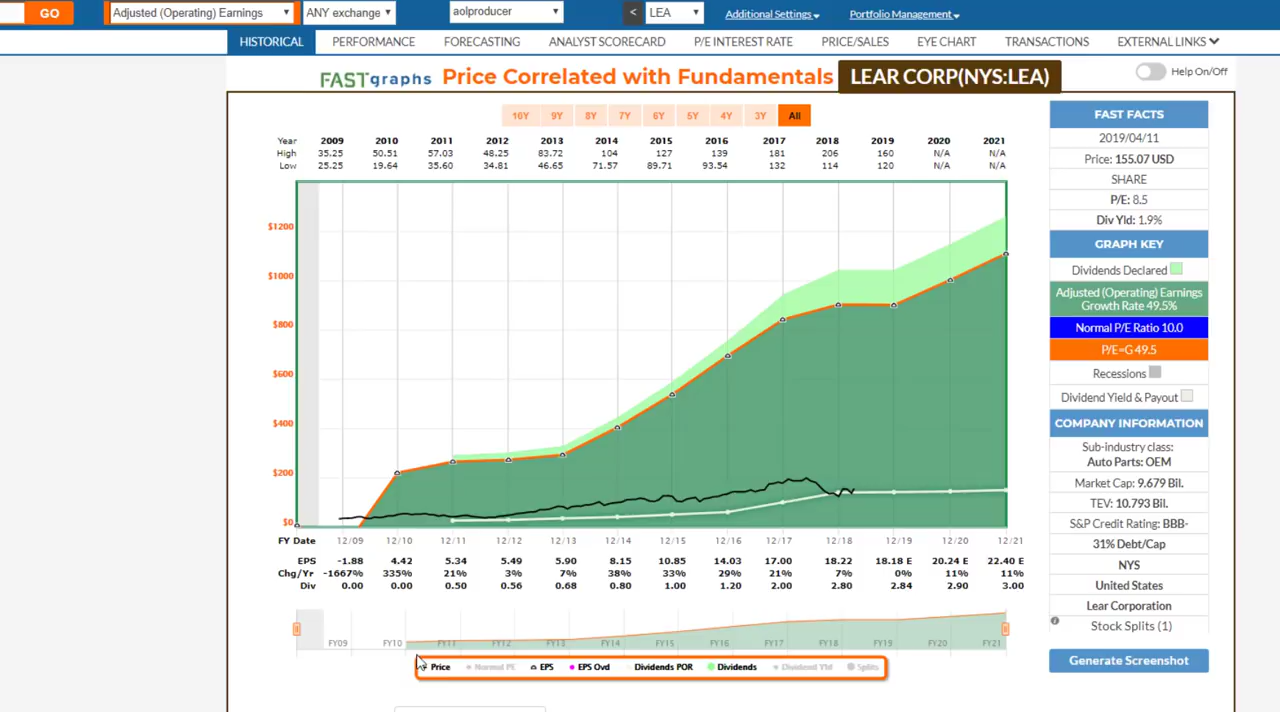 GO Adjusted (Operating) Earnings ANY exchange aolproducer < LEA Additional Settings Portfolio Management
HISTORICAL PERFORMANCE FORECASTING ANALYST SCORECARD P/E INTEREST RATE PRICE/SALES EYE CHART TRANSACTIONS EXTERNAL LINKS
FAST graphs Price Correlated with Fundamentals LEAR CORP(NYS:LEA) Help On/Off
10Y 9Y 8Y 7Y 6Y 5Y 4Y 3Y All
Year 2009 2010 2011 2012 2013 2014 2015 2016 2017 2018 2019 2020 2021
High 35.25 50.51 57.03 48.25 83.72 104 127 139 181 206 160 N/A N/A
Low 25.25 19.64 35.60 34.81 46.65 71.57 89.71 93.54 132 114 120 N/A N/A
$1200
$1000
$800
$600
$400
$200
$0
FY Date 12/09 12/10 12/11 12/12 12/13 12/14 12/15 12/16 12/17 12/18 12/19 12/20 12/21
EPS -1.88 4.42 5.34 5.49 5.90 8.15 10.85 14.03 17.00 18.22 18.18 E 20.24 E 22.40 E
Chg/Yr -1667% 335% 21% 3% 7% 38% 33% 29% 21% 7% 0% 11% 11%
Div 0.00 0.00 0.50 0.56 0.68 0.80 1.00 1.20 2.00 2.80 2.84 2.90 3.00
FY09 FY10 FY11 FY12 FY13 FY14 FY15 FY16 FY17 FY18 FY19 FY20 FY21
Price Normal PE EPS EPS Ovd Dividends POR Dividends Dividend Yld Splits
FAST FACTS
2019/04/11
Price: 155.07 USD
SHARE
P/E: 8.5
Div Yld: 1.9%
GRAPH KEY
Dividends Declared
Adjusted (Operating) Earnings
Growth Rate 49.5%
Normal P/E Ratio 10.0
P/E=G 49.5
Recessions
Dividend Yield & Payout
COMPANY INFORMATION
Sub-industry class:
Auto Parts: OEM
Market Cap: 9.679 Bil.
TEV: 10.793 Bil.
S&P Credit Rating: BBB-
31% Debt/Cap
NYS
United States
Lear Corporation
Stock Splits (1)
Generate Screenshot